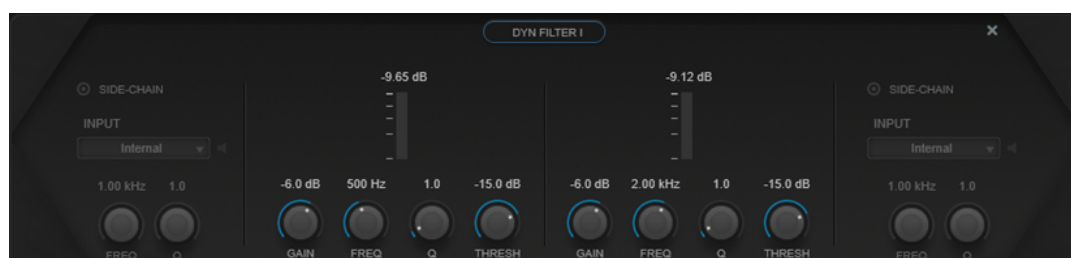 DYN FILTER I
×
-9.65 dB
-9.12 dB
SIDE-CHAIN
SIDE-CHAIN
INPUT
INPUT
Internal
Internal
1.00 kHz 1.0
-6.0 dB 500 Hz 1.0 -15.0 dB
-6.0 dB 2.00 kHz 1.0 -15.0 dB
1.00 kHz 1.0
FREQ Q
GAIN FREQ Q THRESH
GAIN FREQ Q THRESH
FREQ Q